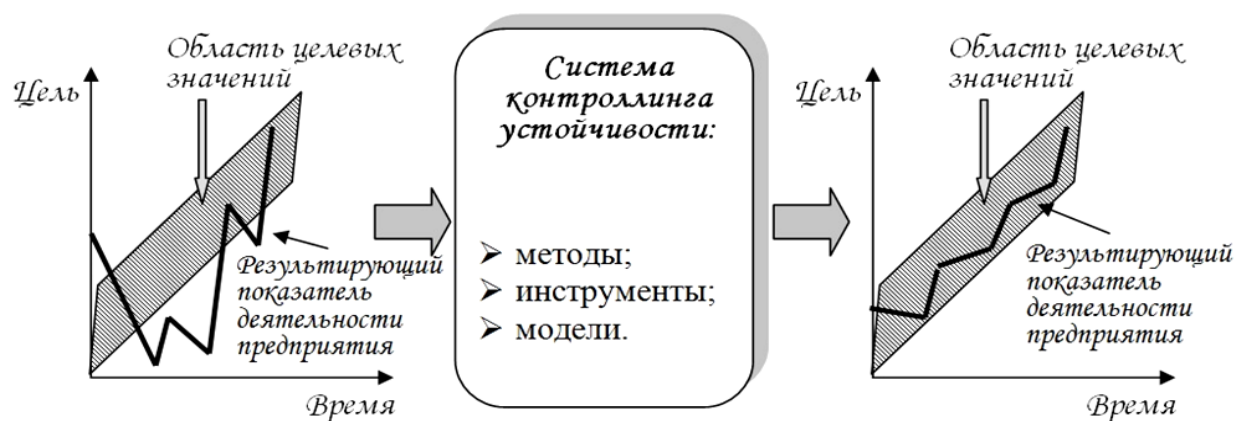 Область целевых
значений
Цель
Результирующий
показатель
деятельности
предприятия
Время
Система
контроллинга
устойчивости:
➢ методы;
➢ инструменты;
➢ модели.
Область целевых
значений
Цель
Результирующий
показатель
деятельности
предприятия
Время